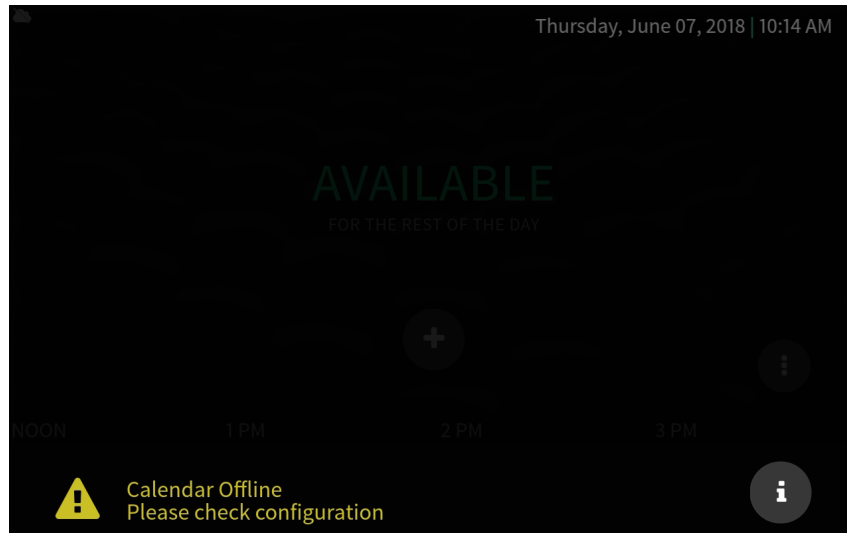 Thursday, June 07, 2018 | 10:14 AM
AVAILABLE
FOR THE REST OF THE DAY
NOON 1 PM 2 PM 3 PM
Calendar Offline
Please check configuration